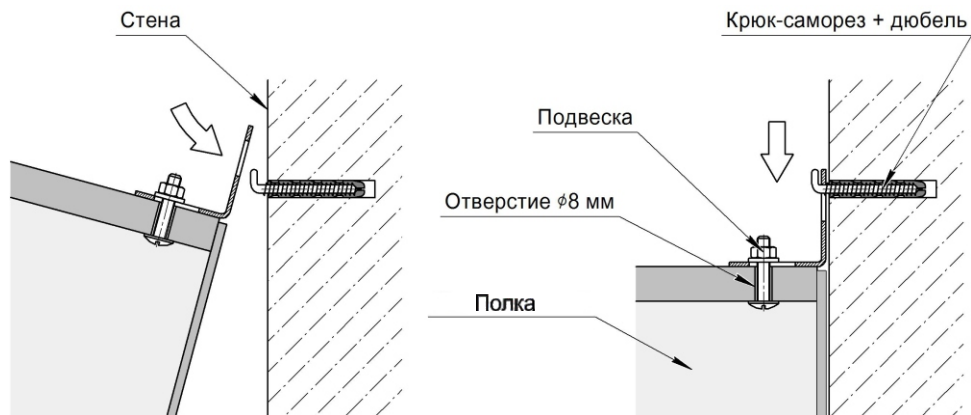 Стена
Крюк-саморез + дюбель
Подвеска
Отверстие ⌀8 мм
Полка